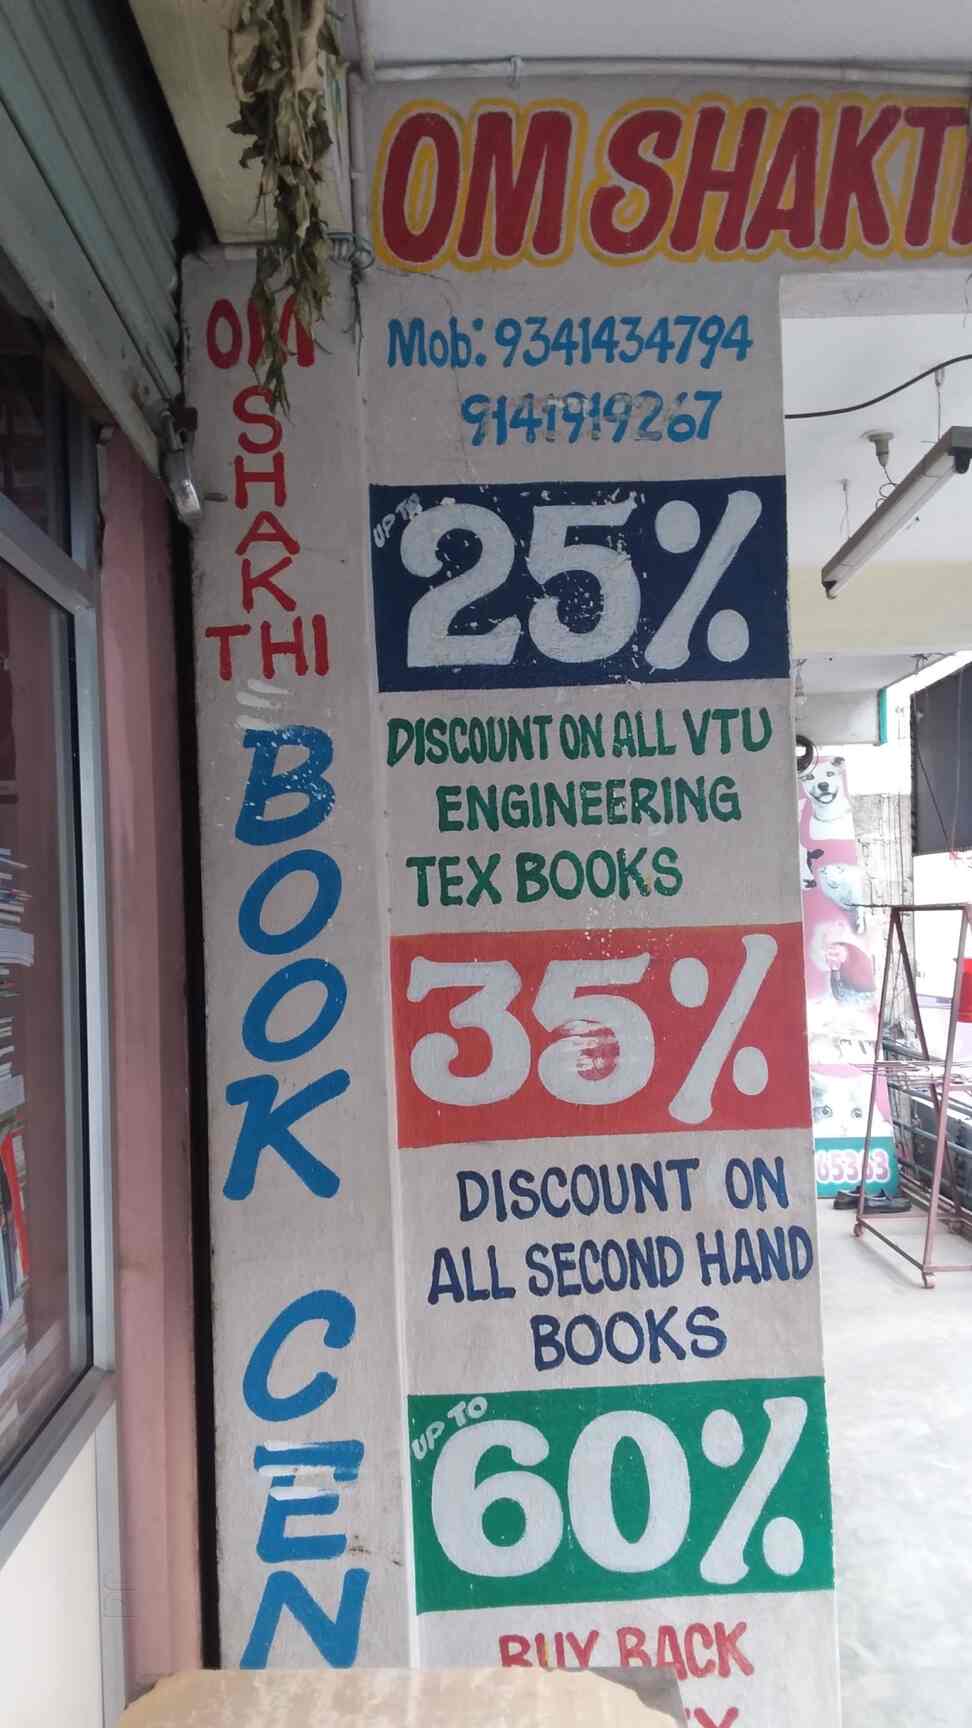 OM SHAKTI
OM
SHAKTHI
BOOK
CEN
Mob: 9341434794
9141919267
UP TO
25%
DISCOUNT ON ALL VTU
ENGINEERING
TEX BOOKS
35%
DISCOUNT ON
ALL SECOND HAND
BOOKS
UP TO
60%
BUY BACK
65363